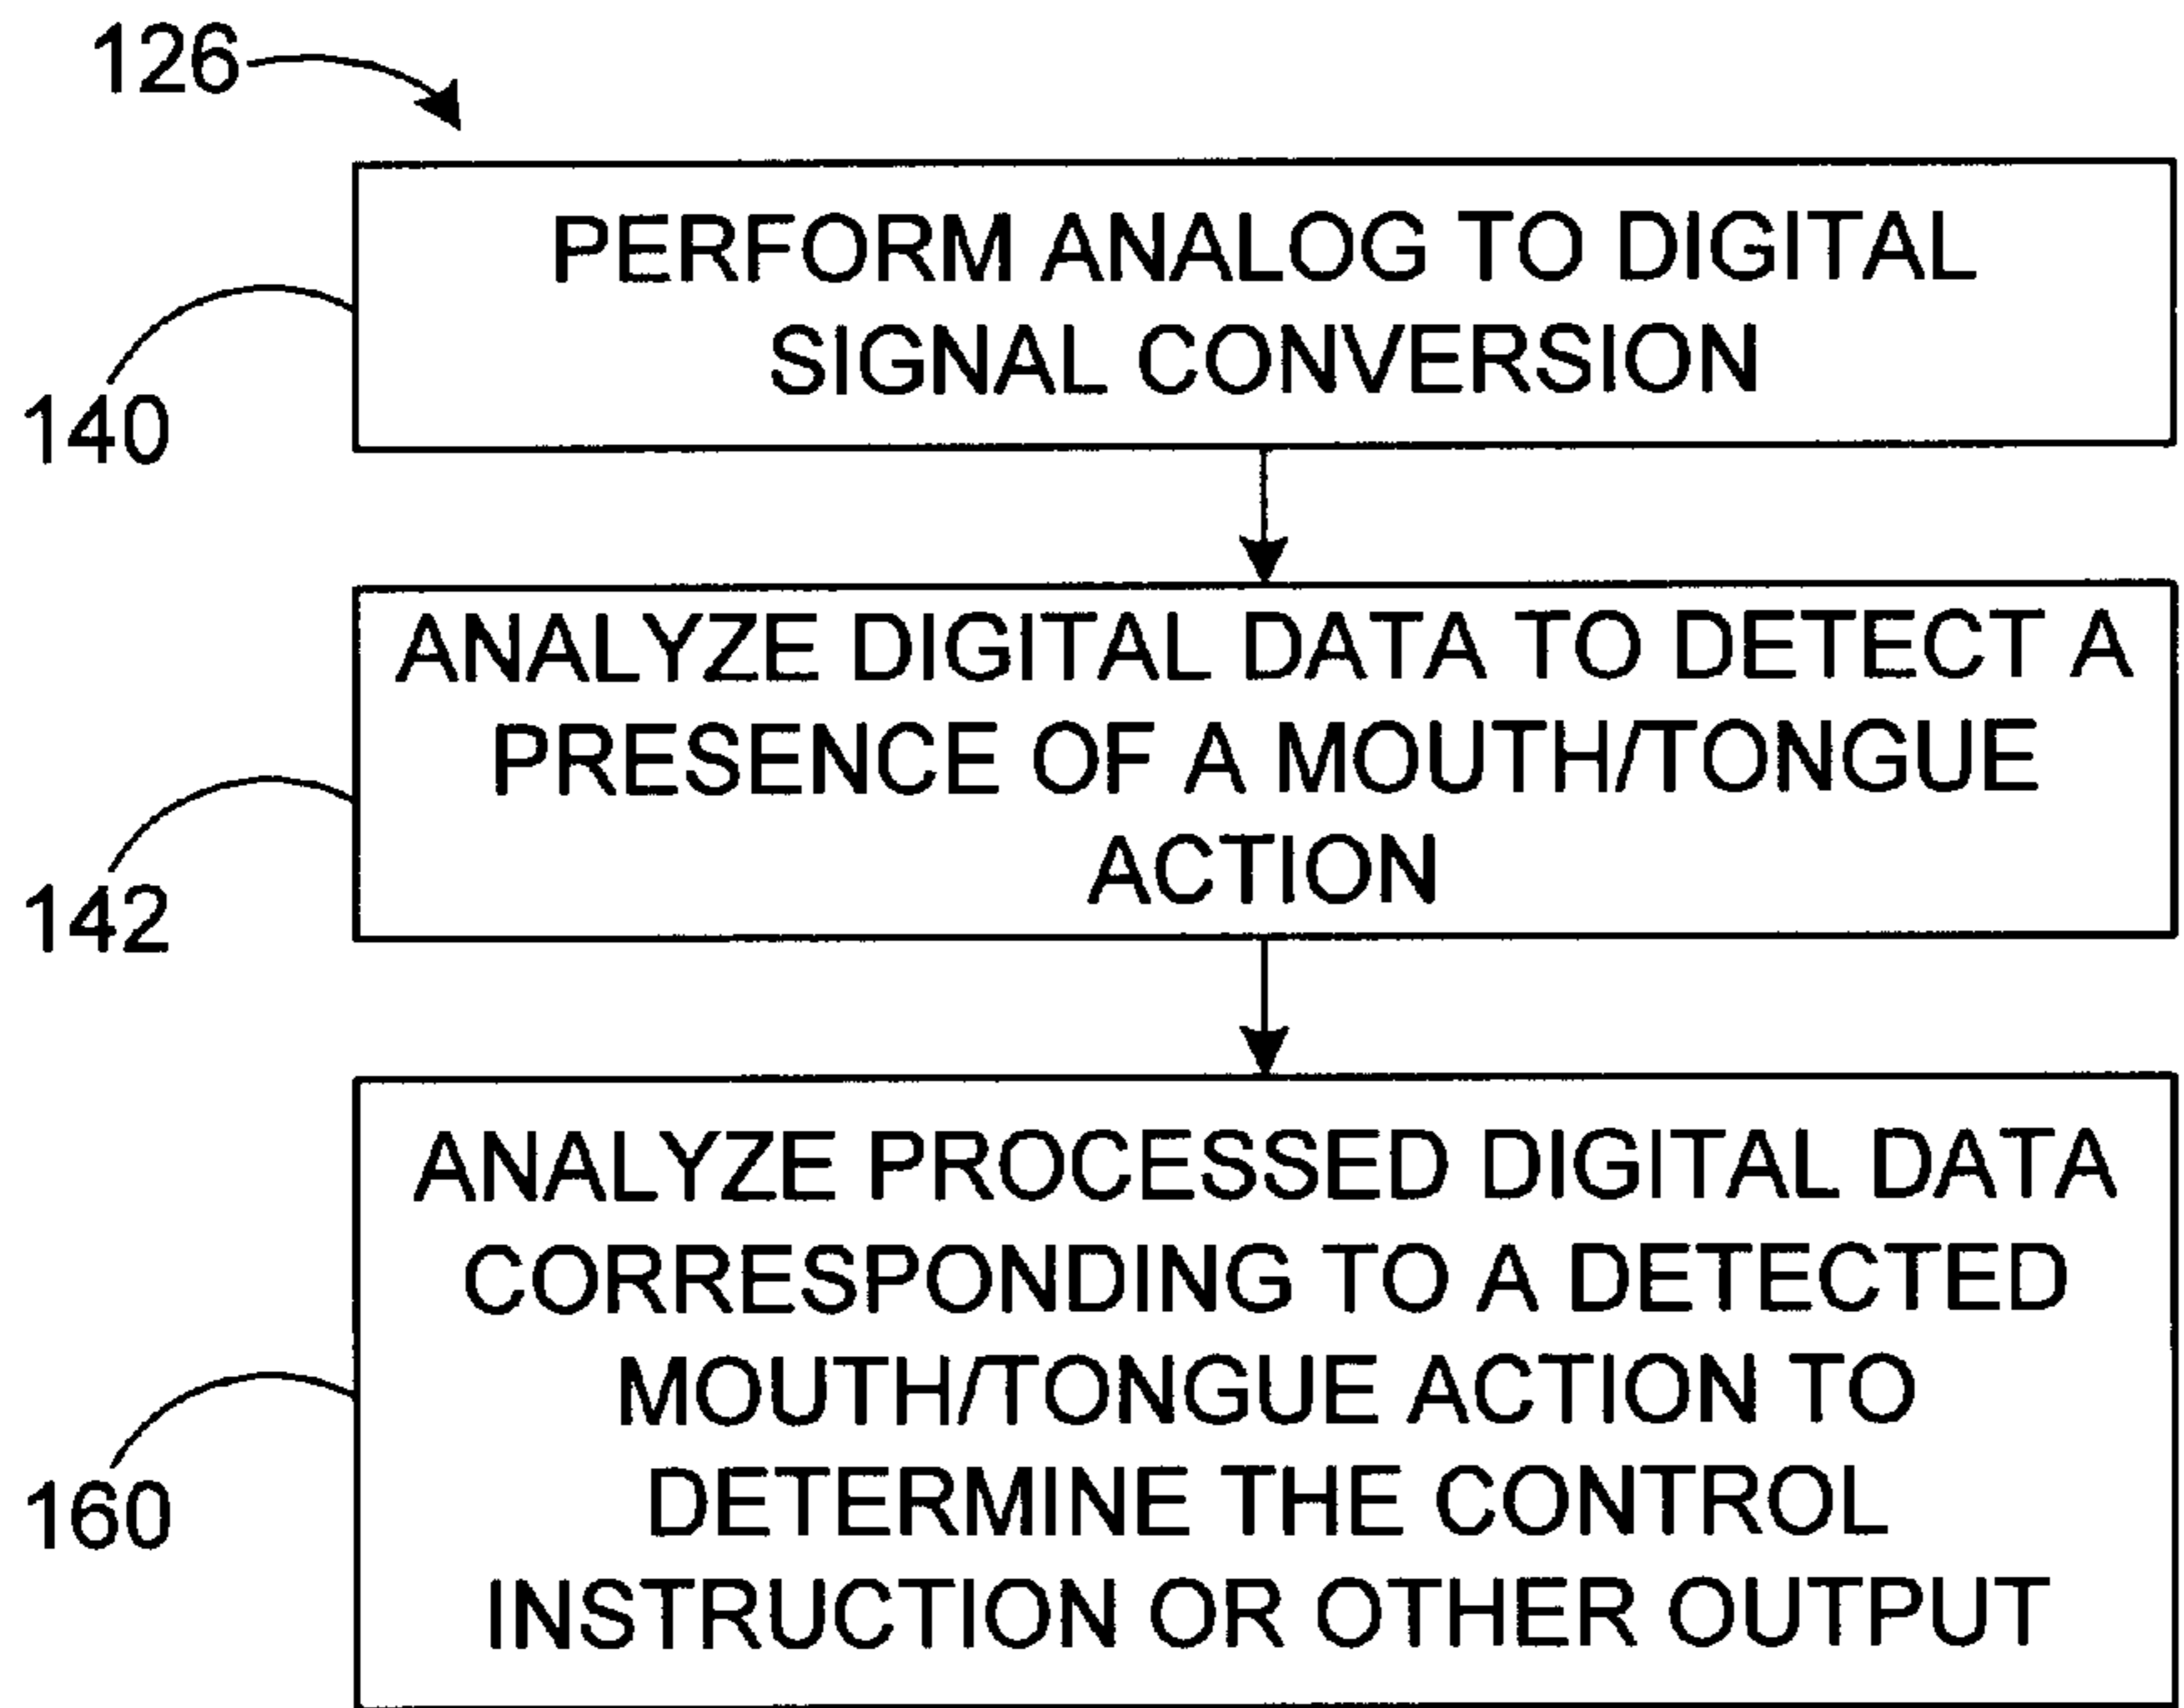 126
PERFORM ANALOG TO DIGITAL
SIGNAL CONVERSION
140
ANALYZE DIGITAL DATA TO DETECT A
PRESENCE OF A MOUTH/TONGUE
ACTION
142
ANALYZE PROCESSED DIGITAL DATA
CORRESPONDING TO A DETECTED
MOUTH/TONGUE ACTION TO
DETERMINE THE CONTROL
INSTRUCTION OR OTHER OUTPUT
160